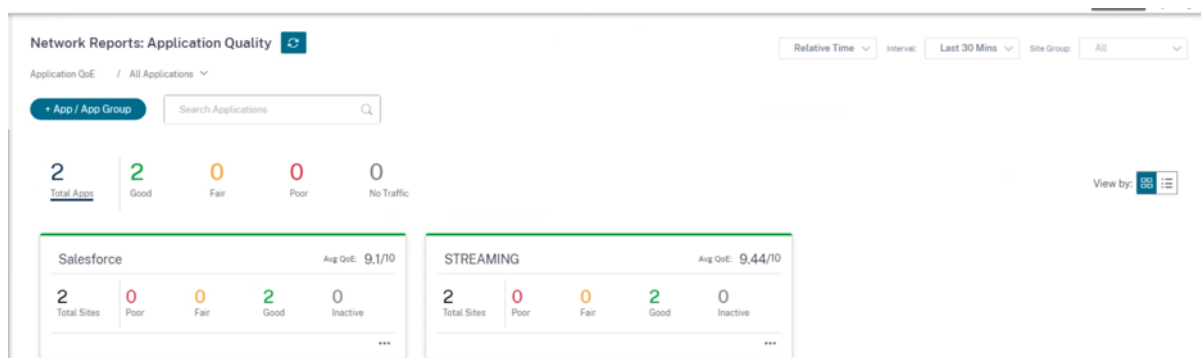 Network Reports: Application Quality
Relative Time Interval: Last 30 Mins Site Group: All
Application QoE / All Applications
+ App / App Group Search Applications
2 2 0 0 0
Total Apps Good Fair Poor No Traffic
View by:
Salesforce Avg QoE: 9.1/10
2 0 0 2 0
Total Sites Poor Fair Good Inactive
...
STREAMING Avg QoE: 9.44/10
2 0 0 2 0
Total Sites Poor Fair Good Inactive
...